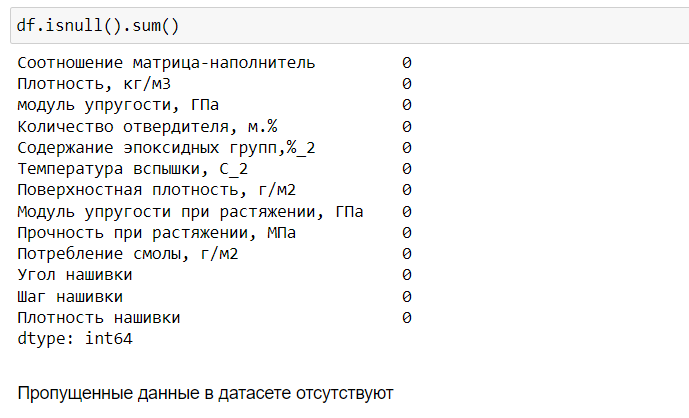 df.isnull().sum()
Соотношение матрица-наполнитель 0
Плотность, кг/м3 0
модуль упругости, ГПа 0
Количество отвердителя, м.% 0
Содержание эпоксидных групп,%_2 0
Температура вспышки, С_2 0
Поверхностная плотность, г/м2 0
Модуль упругости при растяжении, ГПа 0
Прочность при растяжении, МПа 0
Потребление смолы, г/м2 0
Угол нашивки 0
Шаг нашивки 0
Плотность нашивки 0
dtype: int64
Пропущенные данные в датасете отсутствуют